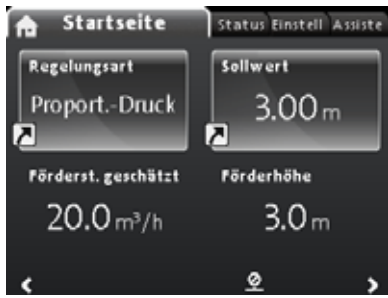 Startseite Status Einstell Assiste
Regelungsart Sollwert
Proport.-Druck 3.00 m
Förderst. geschätzt Förderhöhe
20.0 m³/h 3.0 m